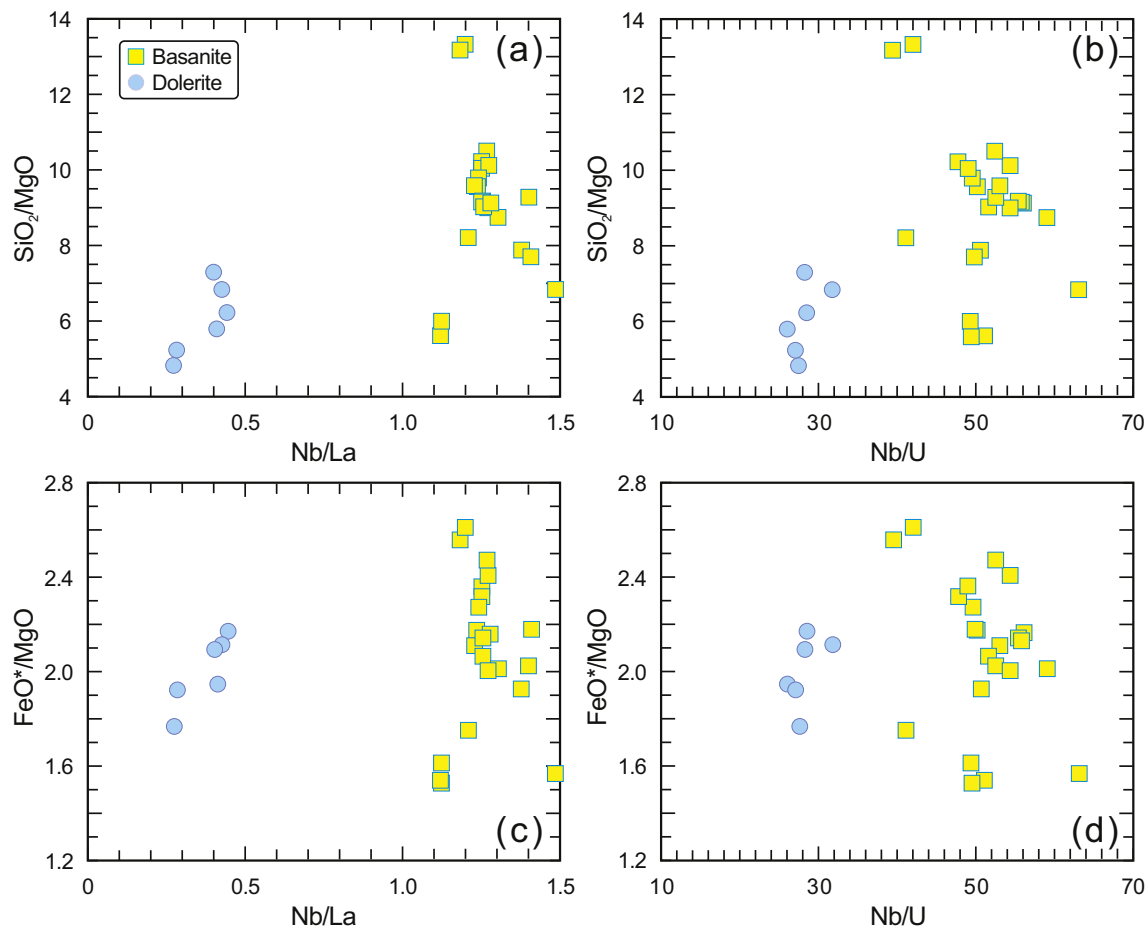 14
12
10
8
6
4
SiO₂/MgO
Basanite
Dolerite
(a)
0
0.5
1.0
1.5
Nb/La
SiO₂/MgO
14
12
10
8
6
4
(b)
10
30
50
70
Nb/U
FeO*/MgO
2.8
2.4
2.0
1.6
1.2
(c)
0
0.5
1.0
1.5
Nb/La
FeO*/MgO
2.8
2.4
2.0
1.6
1.2
(d)
10
30
50
70
Nb/U